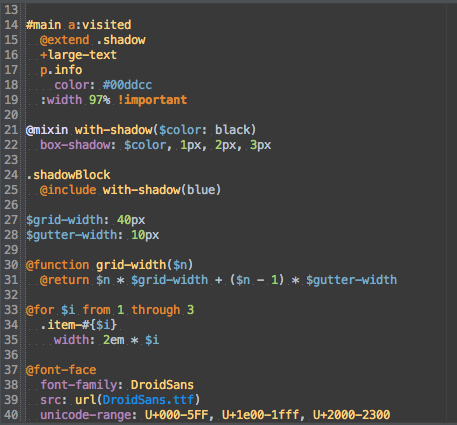 13
14 #main a:visited
15   @extend .shadow
16   +large-text
17   p.info
18     color: #00ddcc
19   :width 97% !important
20
21 @mixin with-shadow($color: black)
22   box-shadow: $color, 1px, 2px, 3px
23
24 .shadowBlock
25   @include with-shadow(blue)
26
27 $grid-width: 40px
28 $gutter-width: 10px
29
30 @function grid-width($n)
31   @return $n * $grid-width + ($n - 1) * $gutter-width
32
33 @for $i from 1 through 3
34   .item-#{$i}
35     width: 2em * $i
36
37 @font-face
38   font-family: DroidSans
39   src: url(DroidSans.ttf)
40   unicode-range: U+000-5FF, U+1e00-1fff, U+2000-2300